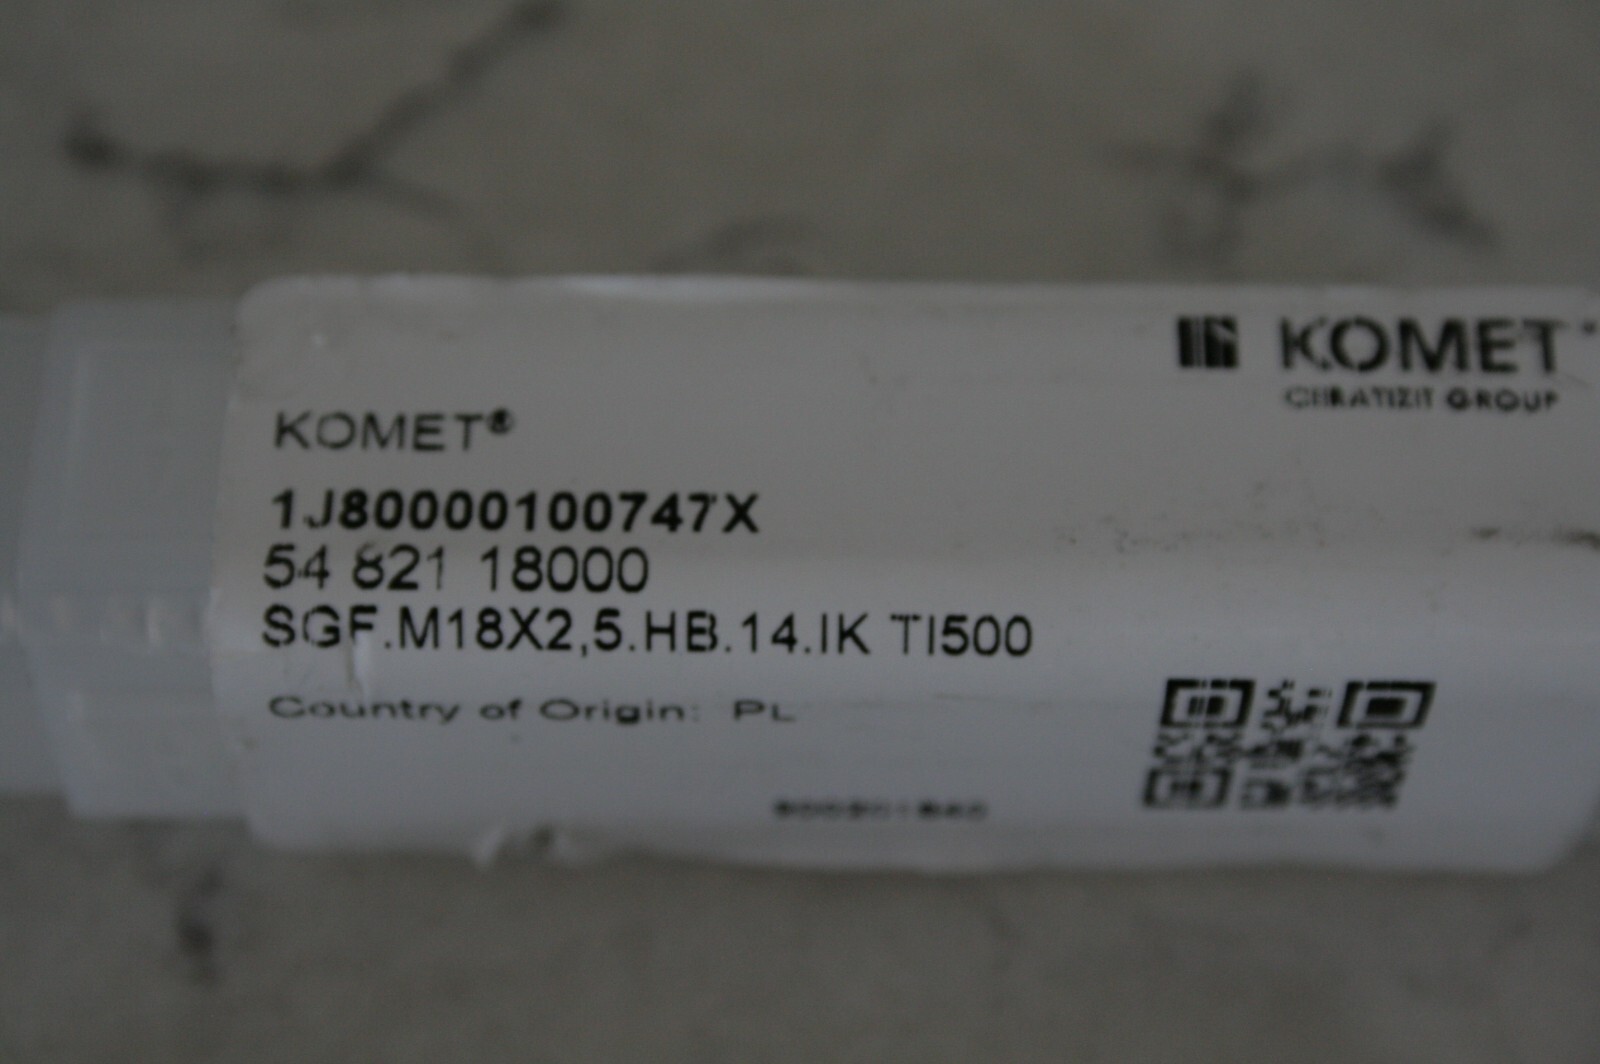 KOMET
CERATIZIT GROUP
KOMET®
1J80000100747X
54 821 18000
SGF.M18X2,5.HB.14.IK TI500
Country of Origin: PL